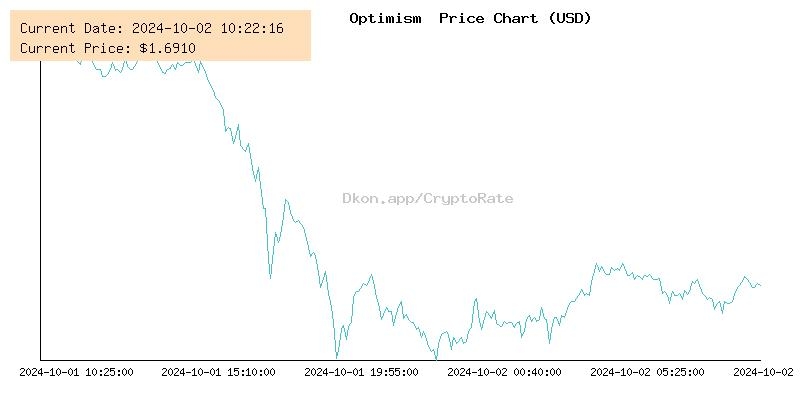 Optimism Price Chart (USD)
Current Date: 2024-10-02 10:22:16
Current Price: $1.6910
Dkon.app/CryptoRate
2024-10-01 10:25:00 2024-10-01 15:10:00 2024-10-01 19:55:00 2024-10-02 00:40:00 2024-10-02 05:25:00 2024-10-02